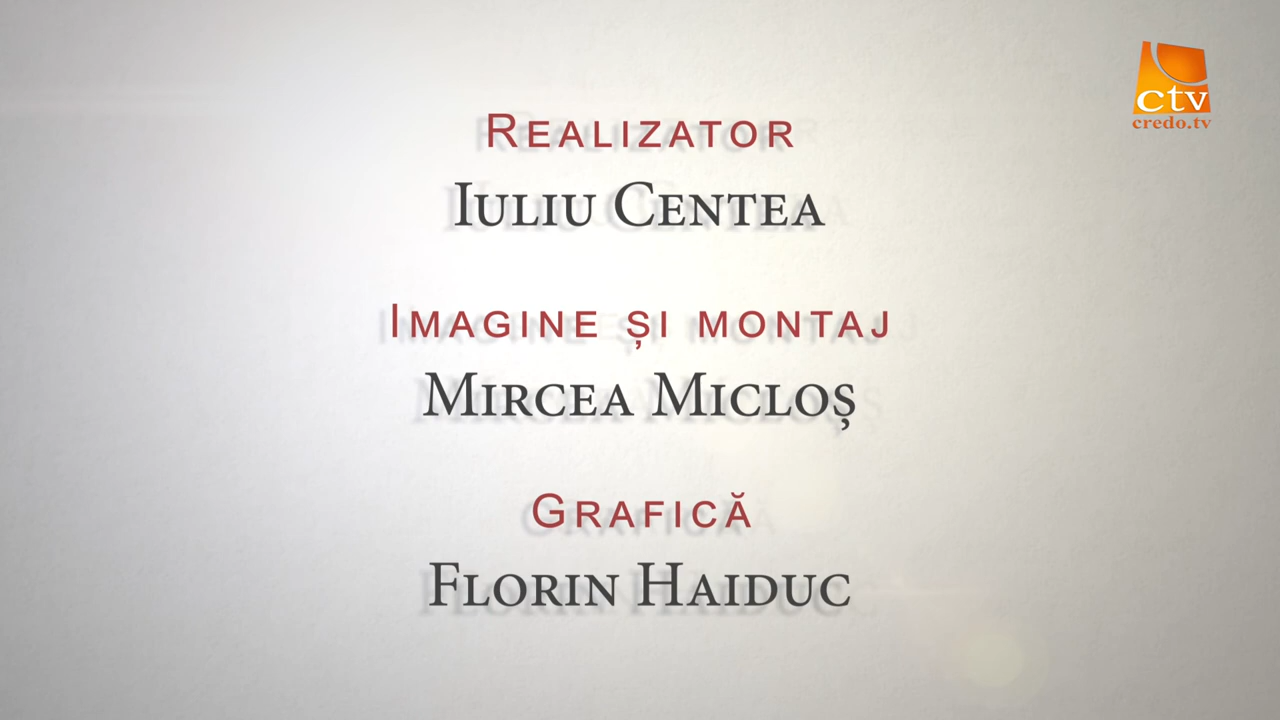 Realizator
Iuliu Centea
Imagine și montaj
Mircea Micloș
Grafică
Florin Haiduc
ctv
credo.tv